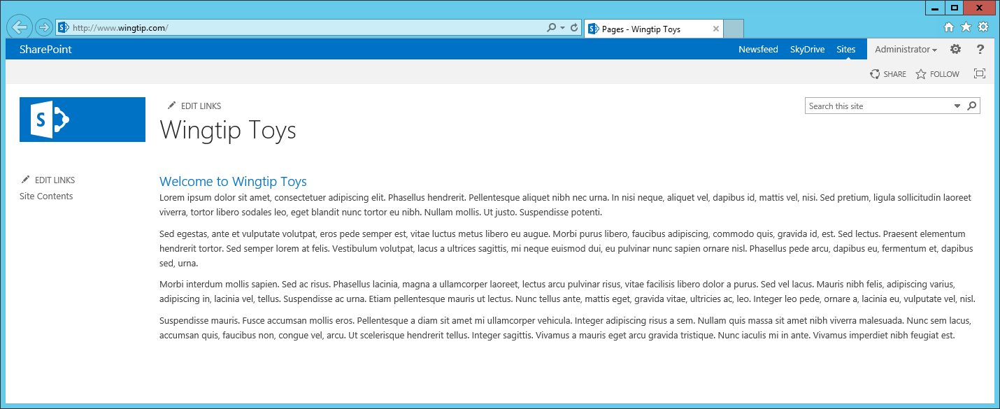 http://www.wingtip.com/
Pages - Wingtip Toys
SharePoint
Newsfeed SkyDrive Sites Administrator ?
SHARE FOLLOW
S
EDIT LINKS
Search this site
Wingtip Toys
EDIT LINKS
Site Contents
Welcome to Wingtip Toys
Lorem ipsum dolor sit amet, consectetuer adipiscing elit. Phasellus hendrerit. Pellentesque aliquet nibh nec urna. In nisi neque, aliquet vel, dapibus id, mattis vel, nisi. Sed pretium, ligula sollicitudin laoreet
viverra, tortor libero sodales leo, eget blandit nunc tortor eu nibh. Nullam mollis. Ut justo. Suspendisse potenti.
Sed egestas, ante et vulputate volutpat, eros pede semper est, vitae luctus metus libero eu augue. Morbi purus libero, faucibus adipiscing, commodo quis, gravida id, est. Sed lectus. Praesent elementum
hendrerit tortor. Sed semper lorem at felis. Vestibulum volutpat, lacus a ultrices sagittis, mi neque euismod dui, eu pulvinar nunc sapien ornare nisl. Phasellus pede arcu, dapibus eu, fermentum et, dapibus
sed, urna.
Morbi interdum mollis sapien. Sed ac risus. Phasellus lacinia, magna a ullamcorper laoreet, lectus arcu pulvinar risus, vitae facilisis libero dolor a purus. Sed vel lacus. Mauris nibh felis, adipiscing varius,
adipiscing in, lacinia vel, tellus. Suspendisse ac urna. Etiam pellentesque mauris ut lectus. Nunc tellus ante, mattis eget, gravida vitae, ultricies ac, leo. Integer leo pede, ornare a, lacinia eu, vulputate vel, nisl.
Suspendisse mauris. Fusce accumsan mollis eros. Pellentesque a diam sit amet mi ullamcorper vehicula. Integer adipiscing risus a sem. Nullam quis massa sit amet nibh viverra malesuada. Nunc sem lacus,
accumsan quis, faucibus non, congue vel, arcu. Ut scelerisque hendrerit tellus. Integer sagittis. Vivamus a mauris eget arcu gravida tristique. Nunc iaculis mi in ante. Vivamus imperdiet nibh feugiat est.